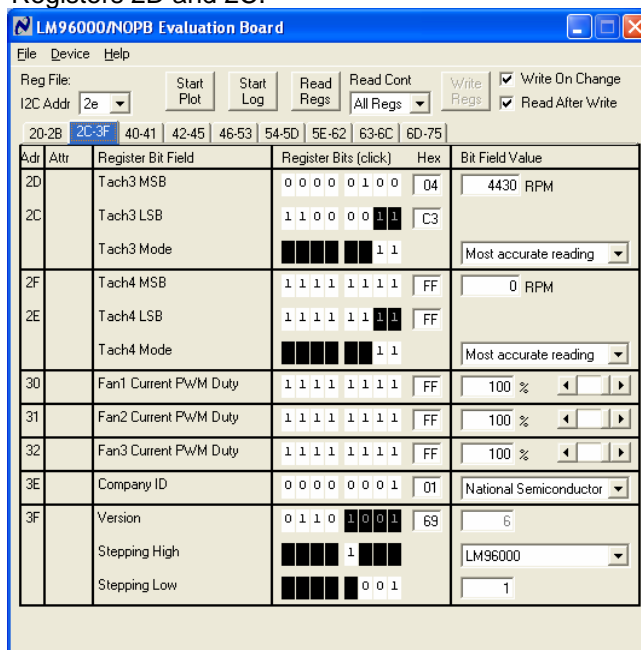 Registers 2D and 2C.
LM96000/NOPB Evaluation Board
File Device Help
Reg File:
I2C Addr 2e
Start Plot
Start Log
Read Regs
Read Cont
All Regs
Write Regs
Write On Change
Read After Write
20-2B 2C-3F 40-41 42-45 46-53 54-5D 5E-62 63-6C 6D-75
Adr Attr Register Bit Field Register Bits (click) Hex Bit Field Value
2D Tach3 MSB 0 0 0 0 0 1 0 0 04 4430 RPM
2C Tach3 LSB 1 1 0 0 0 0 1 1 C3
Tach3 Mode 1 1 Most accurate reading
2F Tach4 MSB 1 1 1 1 1 1 1 1 FF 0 RPM
2E Tach4 LSB 1 1 1 1 1 1 1 1 FF
Tach4 Mode 1 1 Most accurate reading
30 Fan1 Current PWM Duty 1 1 1 1 1 1 1 1 FF 100 %
31 Fan2 Current PWM Duty 1 1 1 1 1 1 1 1 FF 100 %
32 Fan3 Current PWM Duty 1 1 1 1 1 1 1 1 FF 100 %
3E Company ID 0 0 0 0 0 0 0 1 01 National Semiconductor
3F Version 0 1 1 0 1 0 0 1 69 6
Stepping High 1 LM96000
Stepping Low 0 0 1 1